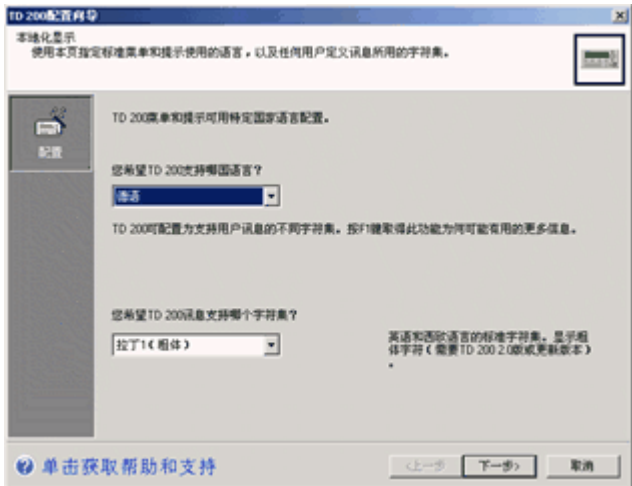 TD 200配置向导
本地化显示
使用本页指定标准菜单和提示使用的语言，以及任何用户定义讯息所用的字符集。
配置
TD 200菜单和提示可用特定国家语言配置。
您希望TD 200支持哪国语言？
德语
TD 200可配置为支持用户讯息的不同字符集。按F1键取得此功能为何可能有用的更多信息。
您希望TD 200讯息支持哪个字符集？
拉丁1（粗体）
英语和西欧语言的标准字符集。显示粗
体字符（需要TD 200 2.0版或更新版本）
。
单击获取帮助和支持
<上一步
下一步>
取消